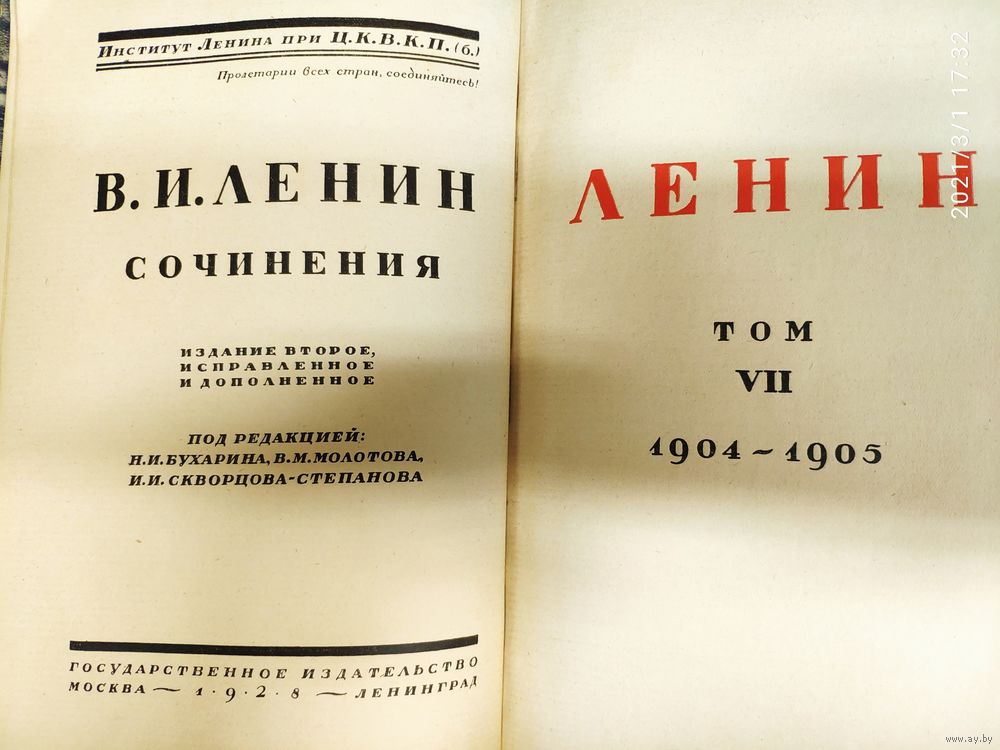 Институт Ленина при Ц.К.В.К.П.(б.)
Пролетарии всех стран, соединяйтесь!
В.И.ЛЕНИН
СОЧИНЕНИЯ
ИЗДАНИЕ ВТОРОЕ,
ИСПРАВЛЕННОЕ
И ДОПОЛНЕННОЕ
ПОД РЕДАКЦИЕЙ:
Н.И.БУХАРИНА, В.М.МОЛОТОВА,
И.И.СКВОРЦОВА-СТЕПАНОВА
ГОСУДАРСТВЕННОЕ ИЗДАТЕЛЬСТВО
МОСКВА — 1·9·2·8 — ЛЕНИНГРАД
ЛЕНИН
ТОМ
VII
1904 ~ 1905
2021/3/1 17:32
www.ay.by